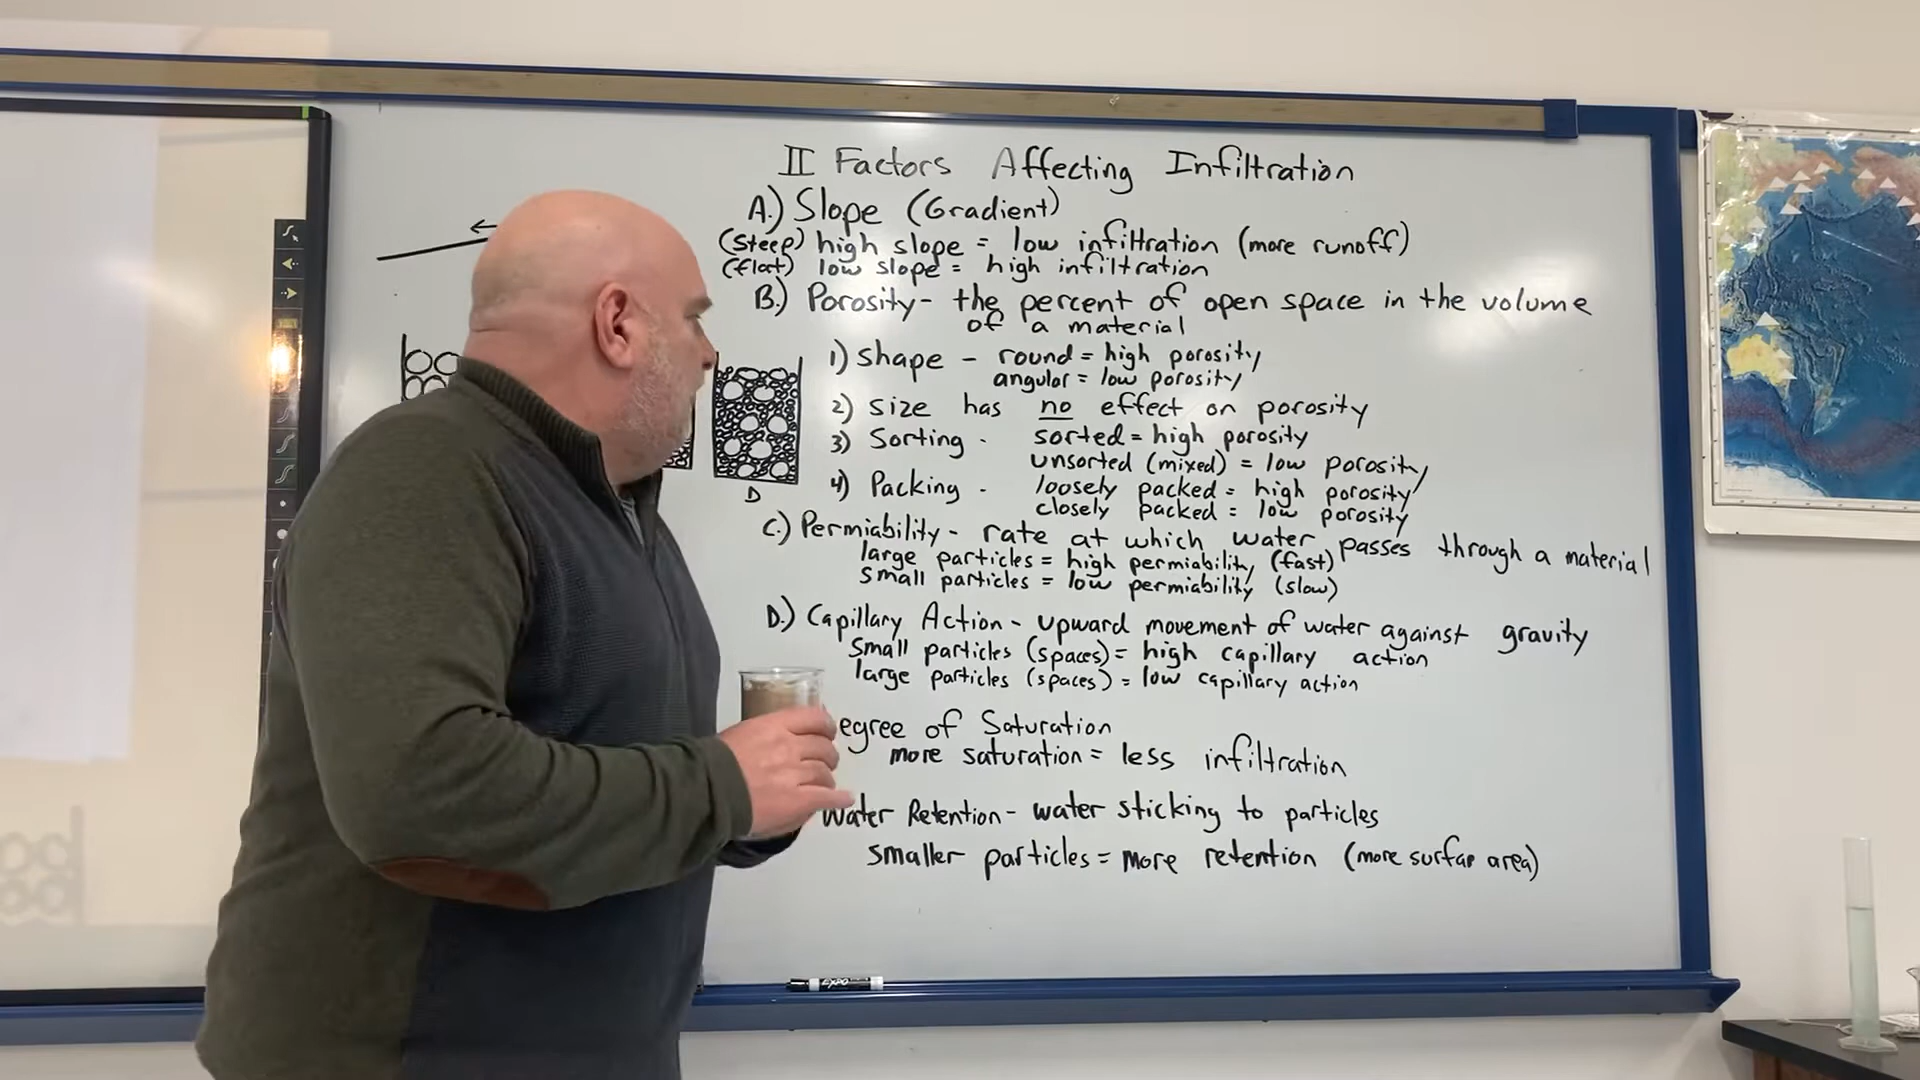 II Factors Affecting Infiltration
A.) Slope (Gradient)
(Steep) high slope = low infiltration (more runoff)
(flat) low slope = high infiltration
B.) Porosity - the percent of open space in the volume
of a material
1) Shape - round = high porosity
angular = low porosity
2) Size has no effect on porosity
3) Sorting - sorted = high porosity
unsorted (mixed) = low porosity
4) Packing - loosely packed = high porosity
closely packed = low porosity
D
C.) Permiability - rate at which water passes through a material
large particles = high permiability (fast)
small particles = low permiability (slow)
D.) Capillary Action - upward movement of water against gravity
Small particles (spaces) = high capillary action
large particles (spaces) = low capillary action
egree of Saturation
more saturation = less infiltration
Water Retention - water sticking to particles
smaller particles = more retention (more surfac area)
EXPO